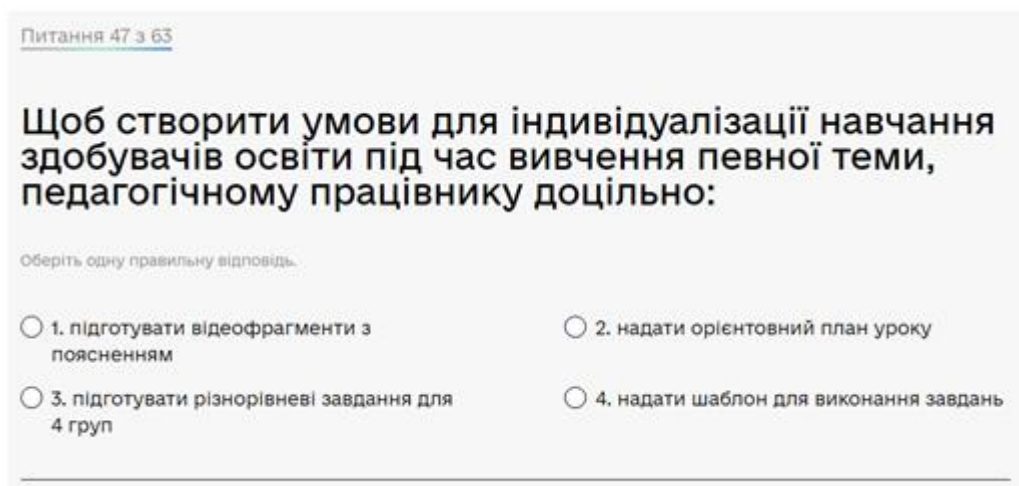 Питання 47 з 63
Щоб створити умови для індивідуалізації навчання
здобувачів освіти під час вивчення певної теми,
педагогічному працівнику доцільно:
Оберіть одну правильну відповідь.
1. підготувати відеофрагменти з
поясненням
2. надати орієнтовний план уроку
3. підготувати різнорівневі завдання для
4 груп
4. надати шаблон для виконання завдань